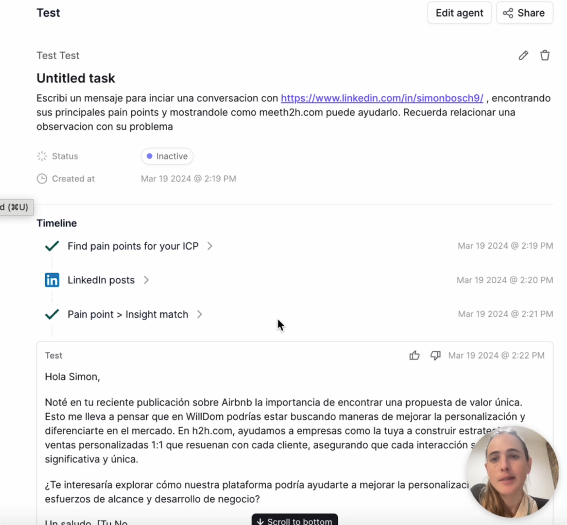 Test
Edit agent
Share
Test Test
Untitled task
Escribi un mensaje para inciar una conversacion con https://www.linkedin.com/in/simonbosch9/ , encontrando
sus principales pain points y mostrandole como meeth2h.com puede ayudarlo. Recuerda relacionar una
observacion con su problema
Status
Inactive
Created at
Mar 19 2024 @ 2:19 PM
d (⌘U)
Timeline
Find pain points for your ICP
Mar 19 2024 @ 2:19 PM
in
LinkedIn posts
Mar 19 2024 @ 2:20 PM
Pain point > Insight match
Mar 19 2024 @ 2:21 PM
Test
Mar 19 2024 @ 2:22 PM
Hola Simon,
Noté en tu reciente publicación sobre Airbnb la importancia de encontrar una propuesta de valor única.
Esto me lleva a pensar que en WillDom podrías estar buscando maneras de mejorar la personalización y
diferenciarte en el mercado. En h2h.com, ayudamos a empresas como la tuya a construir
ventas personalizadas 1:1 que resuenan con cada cliente, asegurando que cada interacción
significativa y única.
¿Te interesaría explorar cómo nuestra plataforma podría ayudarte a mejorar la
esfuerzos de alcance y desarrollo de negocio?
Un saludo, [Tu No
Scroll to bottom